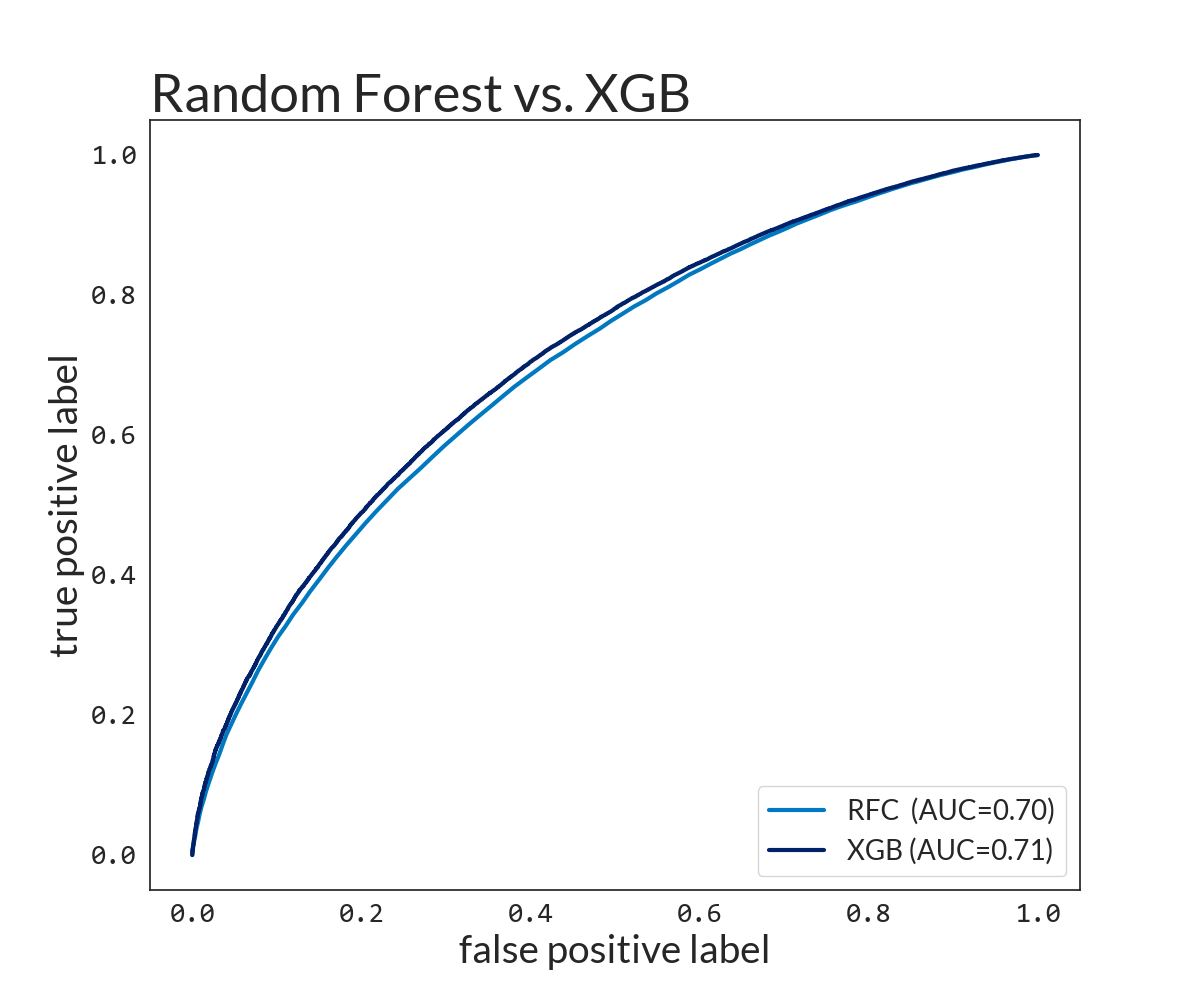 Random Forest vs. XGB
1.0
0.8
0.6
0.4
0.2
0.0
true positive label
0.0 0.2 0.4 0.6 0.8 1.0
false positive label
RFC (AUC=0.70)
XGB (AUC=0.71)